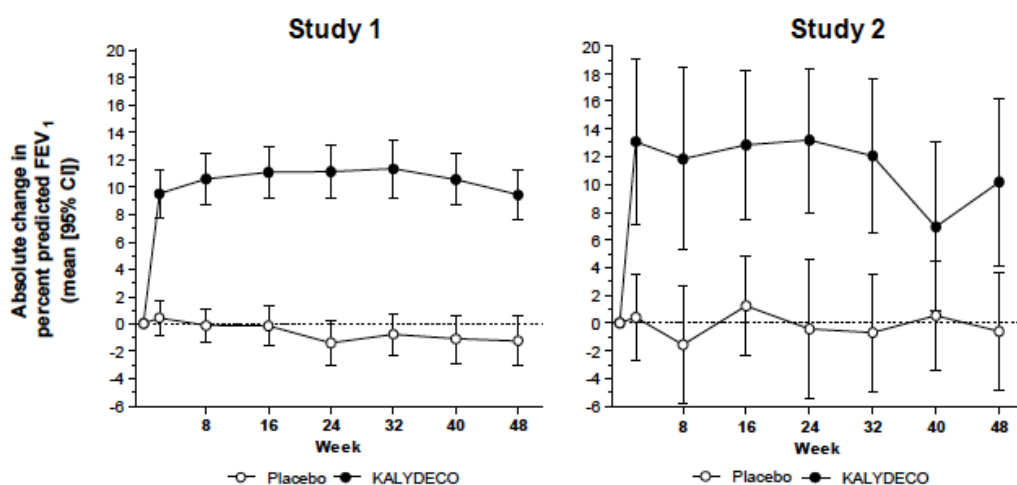 Study 1
Study 2
Absolute change in
percent predicted FEV1
(mean [95% CI])
20
18
16
14
12
10
8
6
4
2
0
-2
-4
-6
8 16 24 32 40 48
Week
Placebo KALYDECO
20
18
16
14
12
10
8
6
4
2
0
-2
-4
-6
8 16 24 32 40 48
Week
Placebo KALYDECO